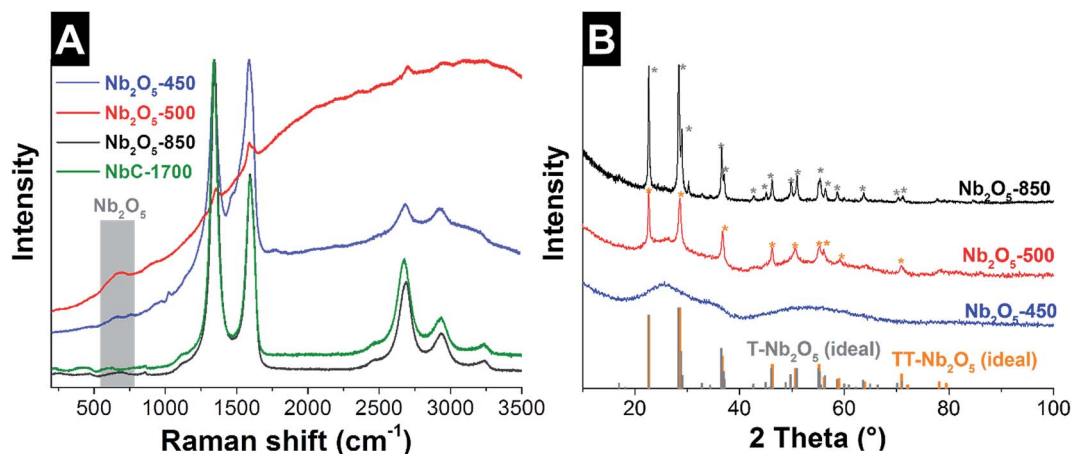 A
Nb₂O₅-450
Nb₂O₅-500
Nb₂O₅-850
NbC-1700
Nb₂O₅
Intensity
500 1000 1500 2000 2500 3000 3500
Raman shift (cm⁻¹)
B
* * * * * * * * * * * * * *
Nb₂O₅-850
* * * * * * * * *
Nb₂O₅-500
Nb₂O₅-450
T-Nb₂O₅ (ideal)
TT-Nb₂O₅ (ideal)
Intensity
20 40 60 80 100
2 Theta (°)